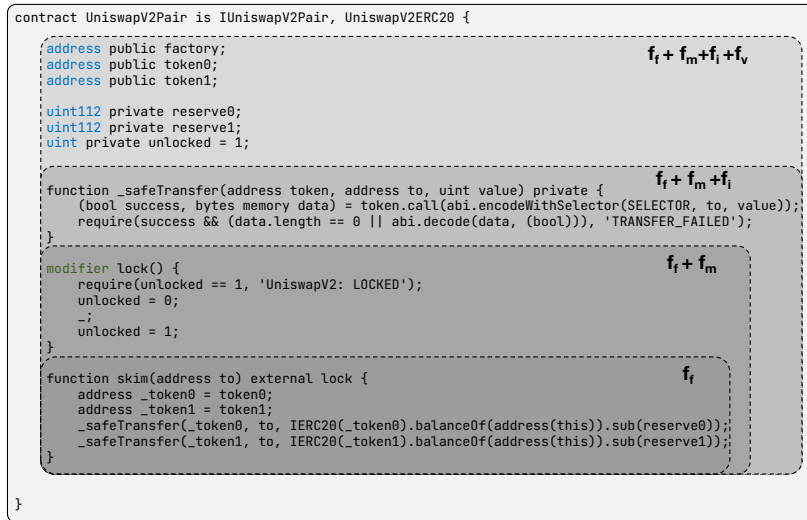 contract UniswapV2Pair is IUniswapV2Pair, UniswapV2ERC20 {
address public factory;
address public token0;
address public token1;
f_f + f_m+f_i +f_v
uint112 private reserve0;
uint112 private reserve1;
uint private unlocked = 1;
f_f + f_m +f_i
function _safeTransfer(address token, address to, uint value) private {
(bool success, bytes memory data) = token.call(abi.encodeWithSelector(SELECTOR, to, value));
require(success && (data.length == 0 || abi.decode(data, (bool))), 'TRANSFER_FAILED');
}
f_f + f_m
modifier lock() {
require(unlocked == 1, 'UniswapV2: LOCKED');
unlocked = 0;
_;
unlocked = 1;
}
f_f
function skim(address to) external lock {
address _token0 = token0;
address _token1 = token1;
_safeTransfer(_token0, to, IERC20(_token0).balanceOf(address(this)).sub(reserve0));
_safeTransfer(_token1, to, IERC20(_token1).balanceOf(address(this)).sub(reserve1));
}
}